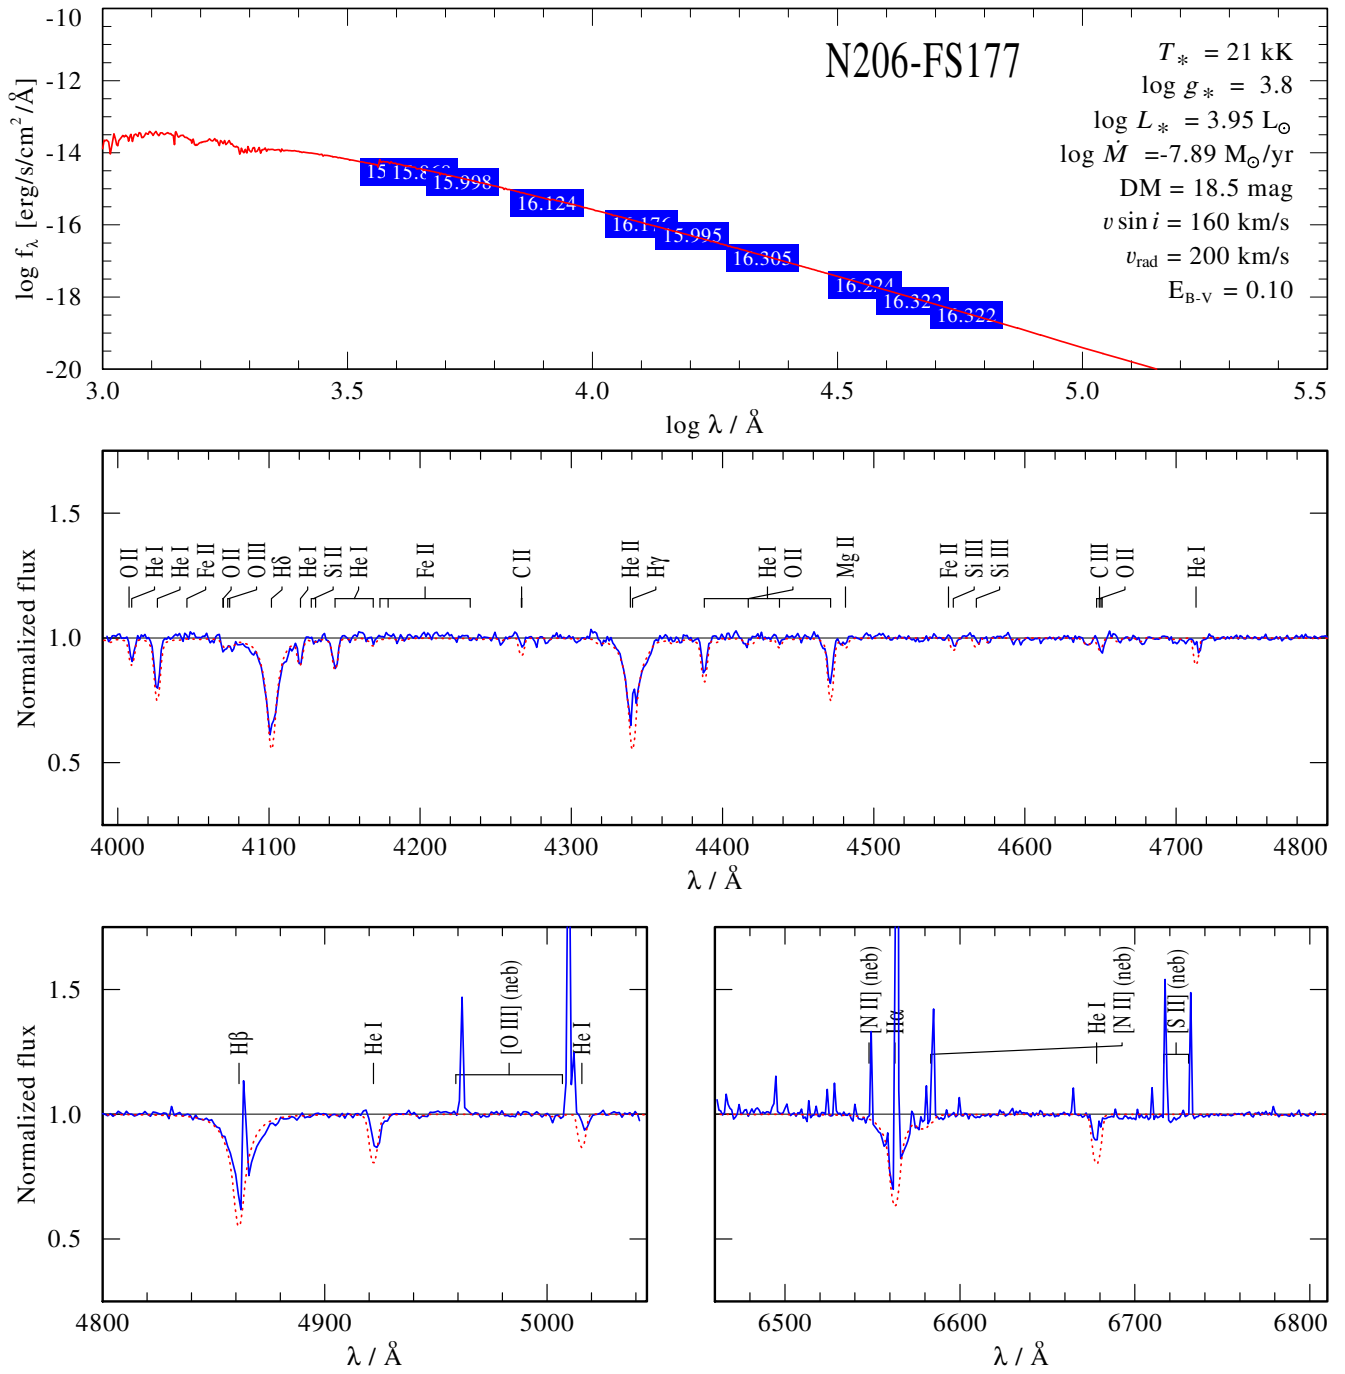 N206-FS177
T* = 21 kK
log g* = 3.8
log L* = 3.95 L⊙
log Ṁ =-7.89 M⊙/yr
DM = 18.5 mag
v sin i = 160 km/s
vrad = 200 km/s
EB-V = 0.10
log fλ [erg/s/cm²/Å]
-10
-12
-14
-16
-18
-20
15.998
16.124
16.176
15.995
16.305
16.224
16.323
16.322
3.0 3.5 4.0 4.5 5.0 5.5
log λ / Å
Normalized flux
1.5
1.0
0.5
O II
He I
He I
Fe II
O II
O III
Hδ
He I
Si II
He I
Fe II
C II
He II
Hγ
He I
O II
Mg II
Fe II
Si III
Si III
C III
O II
He I
4000 4100 4200 4300 4400 4500 4600 4700 4800
λ / Å
Normalized flux
1.5
1.0
0.5
Hβ
He I
[O III] (neb)
He I
4800 4900 5000
λ / Å
[N II] (neb)
Hα
He I
[N II] (neb)
[S II] (neb)
6500 6600 6700 6800
λ / Å